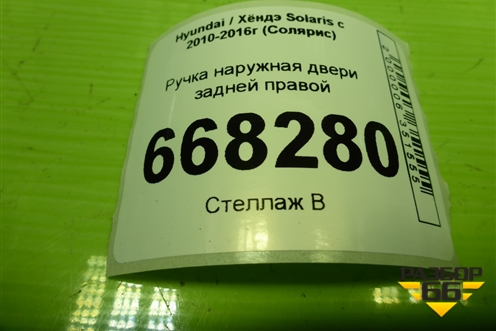 Hyundai / Хёндэ Solaris с
2010-2016г (Солярис)
Ручка наружная двери
задней правой
668280
Стеллаж В
РАЗБОР
66